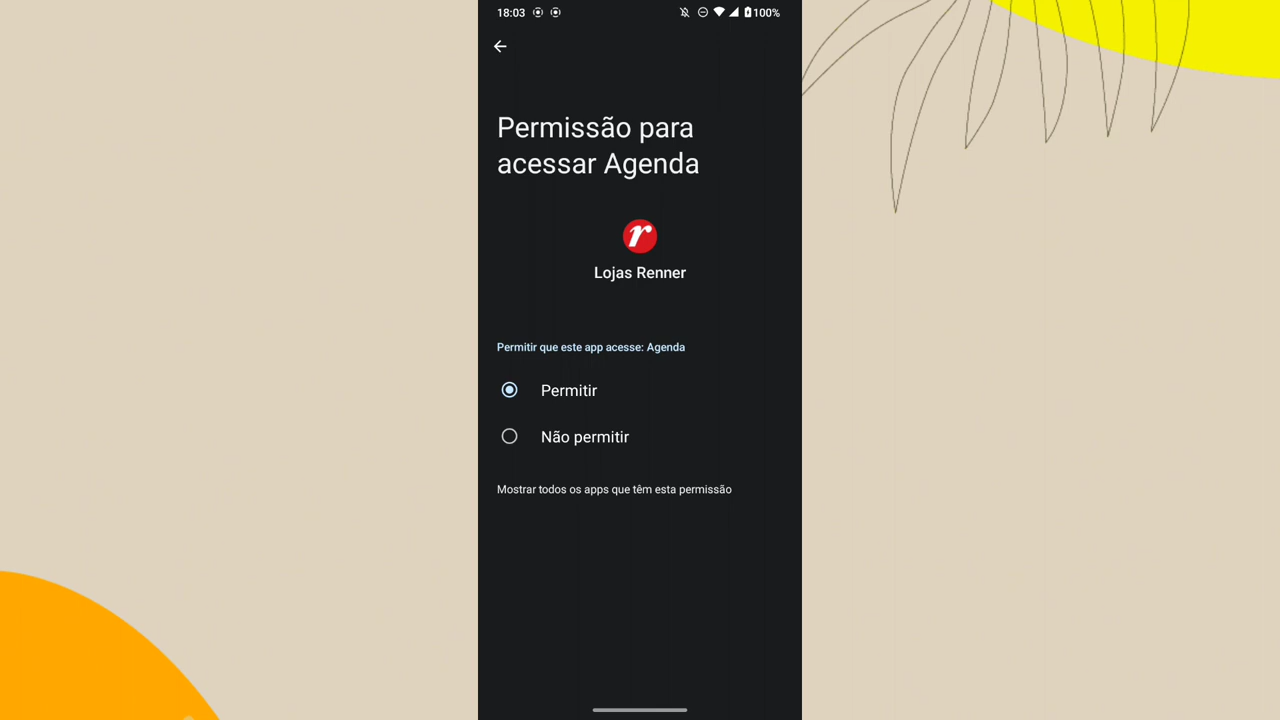 18:03
100%
Permissão para
acessar Agenda
r
Lojas Renner
Permitir que este app acesse: Agenda
Permitir
Não permitir
Mostrar todos os apps que têm esta permissão